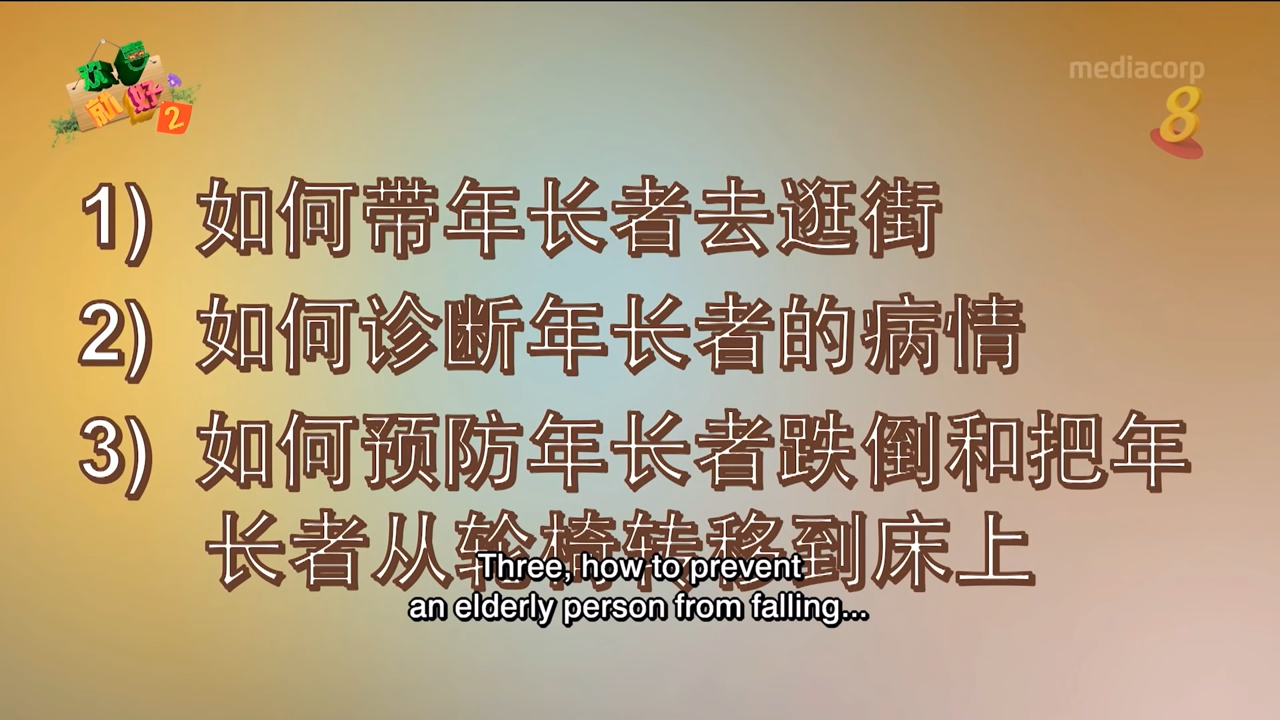 欢喜就好2
mediacorp
8
1) 如何带年长者去逛街
2) 如何诊断年长者的病情
3) 如何预防年长者跌倒和把年
长者从轮椅转移到床上
Three, how to prevent
an elderly person from falling...